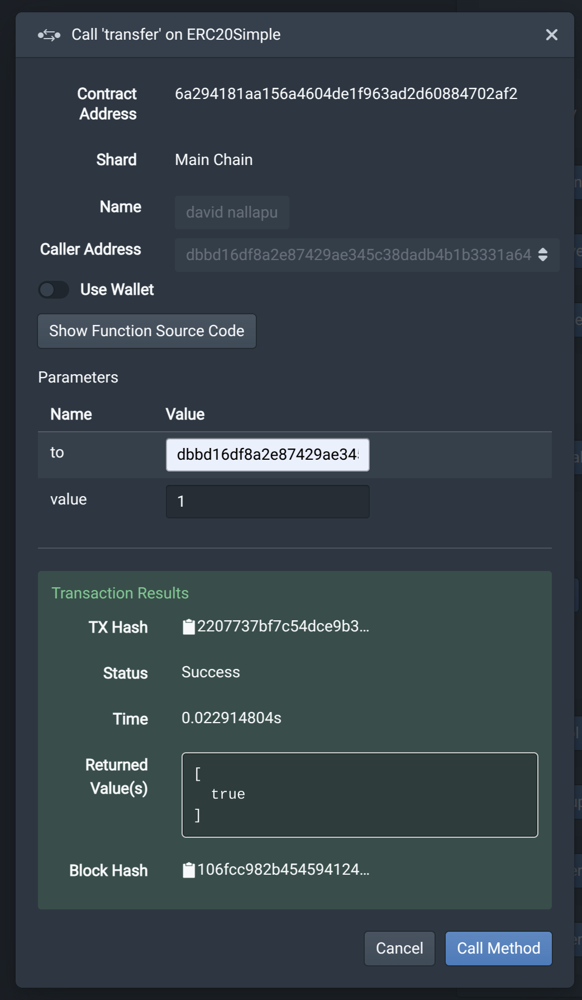 Call 'transfer' on ERC20Simple
Contract Address
6a294181aa156a4604de1f963ad2d60884702af2
Shard
Main Chain
Name
david nallapu
Caller Address
dbbd16df8a2e87429ae345c38dadb4b1b3331a64
Use Wallet
Show Function Source Code
Parameters
Name Value
to
dbbd16df8a2e87429ae34
value
1
Transaction Results
TX Hash
2207737bf7c54dce9b3...
Status
Success
Time
0.022914804s
Returned Value(s)
[
true
]
Block Hash
106fcc982b454594124...
Cancel
Call Method